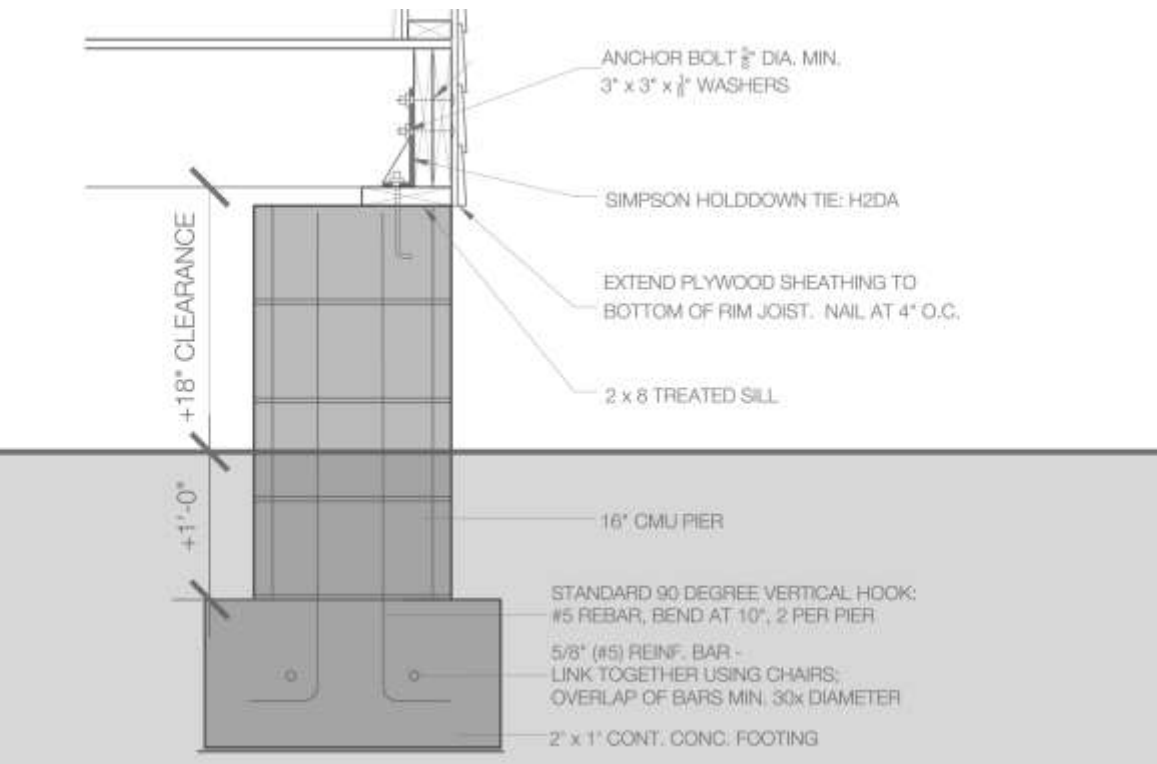 ANCHOR BOLT 5/8" DIA. MIN.
3" x 3" x 1/8" WASHERS
SIMPSON HOLDDOWN TIE: H2DA
EXTEND PLYWOOD SHEATHING TO
BOTTOM OF RIM JOIST. NAIL AT 4" O.C.
2 x 8 TREATED SILL
+18" CLEARANCE
+1'-0"
16" CMU PIER
STANDARD 90 DEGREE VERTICAL HOOK:
#5 REBAR, BEND AT 10", 2 PER PIER
5/8" (#5) REINF. BAR -
LINK TOGETHER USING CHAIRS;
OVERLAP OF BARS MIN. 30x DIAMETER
2' x 1' CONT. CONC. FOOTING